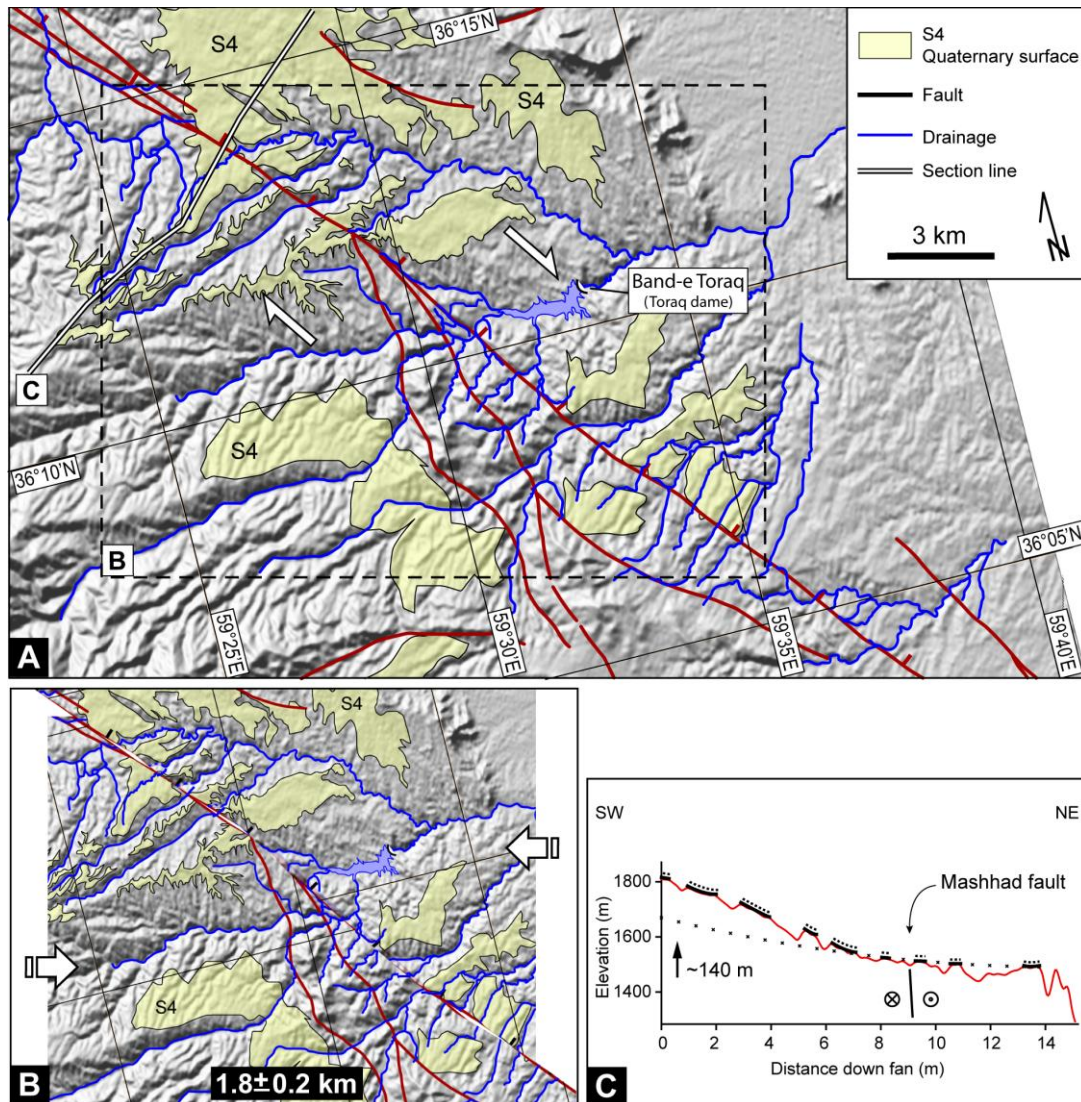 36°15'N
S4
S4
Band-e Toraq
(Toraq dame)
C
S4
36°10'N
B
36°05'N
59°25'E
59°30'E
59°35'E
59°40'E
A
S4
Quaternary surface
Fault
Drainage
Section line
3 km
N
S4
S4
B
1.8±0.2 km
SW
NE
Mashhad fault
Elevation (m)
1800
1600
1400
~140 m
0
2
4
6
8
10
12
14
Distance down fan (m)
C